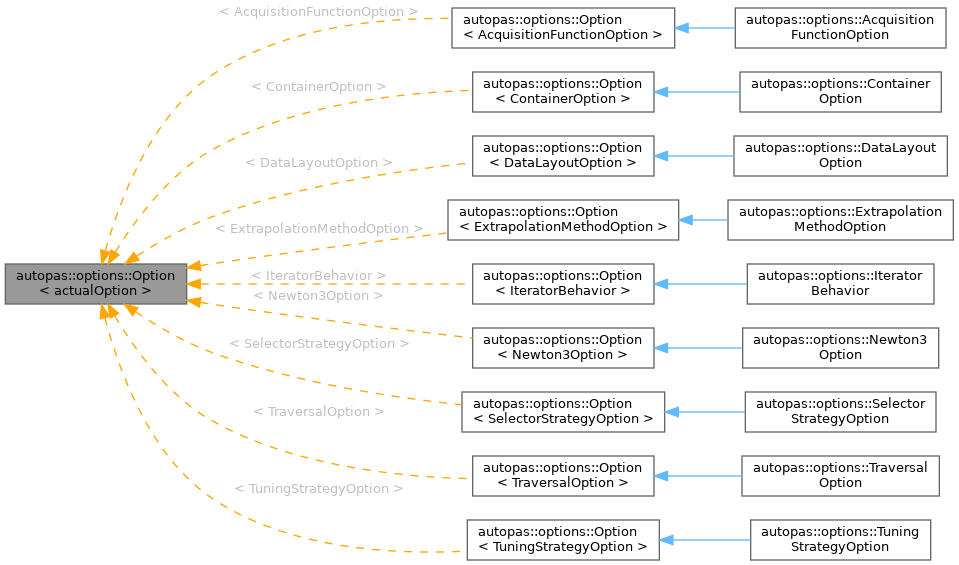 < AcquisitionFunctionOption >
autopas::options::Option
< AcquisitionFunctionOption >
autopas::options::Acquisition
FunctionOption
< ContainerOption >
autopas::options::Option
< ContainerOption >
autopas::options::Container
Option
< DataLayoutOption >
autopas::options::Option
< DataLayoutOption >
autopas::options::DataLayout
Option
< ExtrapolationMethodOption >
autopas::options::Option
< ExtrapolationMethodOption >
autopas::options::Extrapolation
MethodOption
autopas::options::Option
< actualOption >
< IteratorBehavior >
autopas::options::Option
< IteratorBehavior >
autopas::options::Iterator
Behavior
< Newton3Option >
autopas::options::Option
< Newton3Option >
autopas::options::Newton3
Option
< SelectorStrategyOption >
autopas::options::Option
< SelectorStrategyOption >
autopas::options::Selector
StrategyOption
< TraversalOption >
autopas::options::Option
< TraversalOption >
autopas::options::Traversal
Option
< TuningStrategyOption >
autopas::options::Option
< TuningStrategyOption >
autopas::options::Tuning
StrategyOption